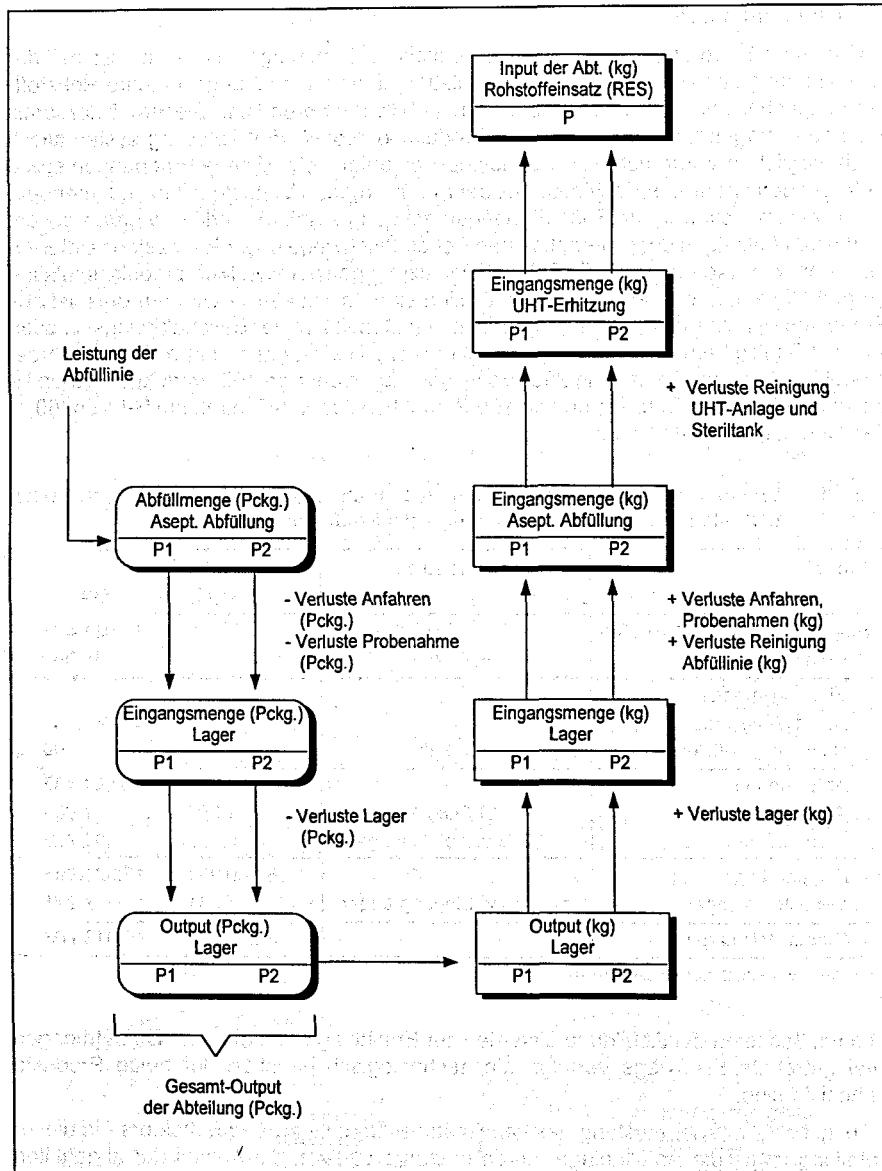 Input der Abt. (kg)
Rohstoffeinsatz (RES)
P
Eingangsmenge (kg)
UHT-Erhitzung
P1 P2
Leistung der
Abfüllinie
+ Verluste Reinigung
UHT-Anlage und
Steriltank
Abfüllmenge (Pckg.)
Asept. Abfüllung
P1 P2
Eingangsmenge (kg)
Asept. Abfüllung
P1 P2
- Verluste Anfahren
(Pckg.)
- Verluste Probenahme
(Pckg.)
+ Verluste Anfahren,
Probenahmen (kg)
+ Verluste Reinigung
Abfüllinie (kg)
Eingangsmenge (Pckg.)
Lager
P1 P2
Eingangsmenge (kg)
Lager
P1 P2
- Verluste Lager
(Pckg.)
+ Verluste Lager (kg)
Output (Pckg.)
Lager
P1 P2
Output (kg)
Lager
P1 P2
Gesamt-Output
der Abteilung (Pckg.)